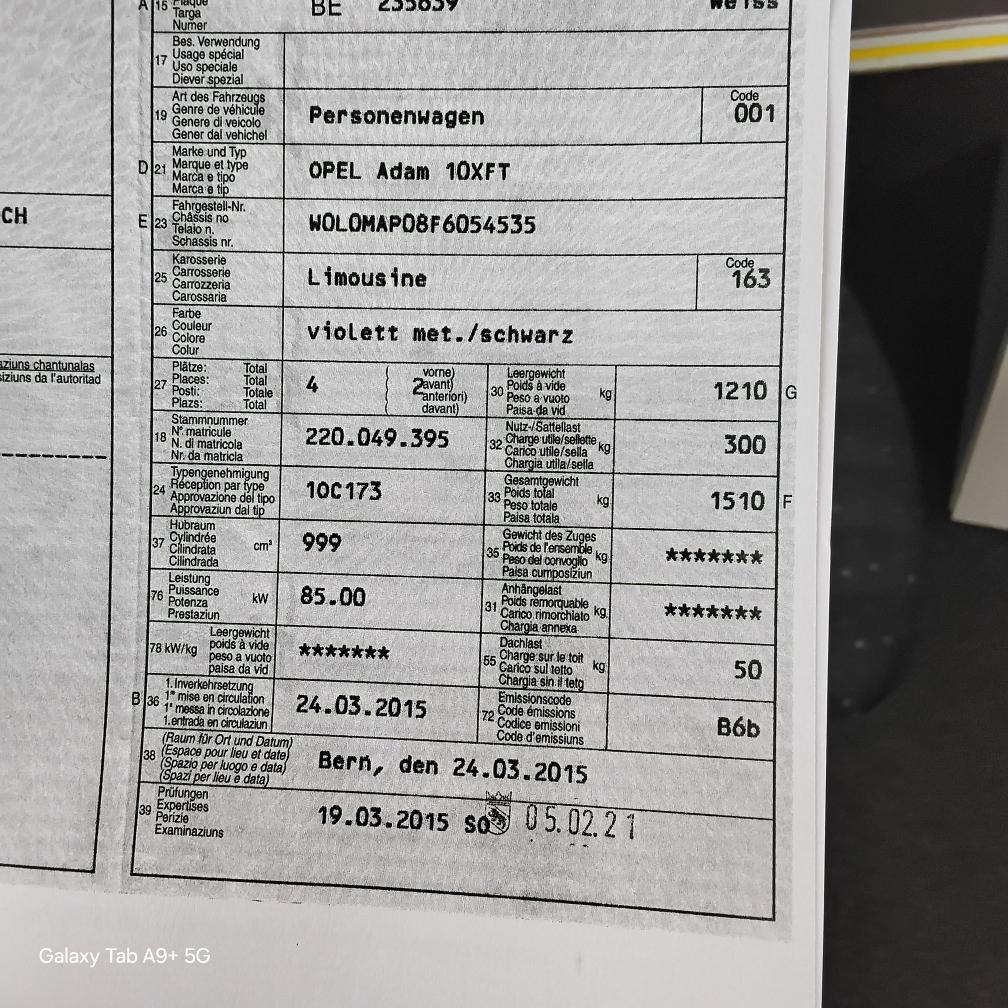 A 15 Plaque BE 235639 weiss
Targa
Numer
17 Bes. Verwendung
Usage spécial
Uso speciale
Diever spezial
19 Art des Fahrzeugs
Genre de véhicule
Genere di veicolo
Gener dal vehichel
Personenwagen
Code
001
D 21 Marke und Typ
Marque et type
Marca e tipo
Marca e tip
OPEL Adam 10XFT
E 23 Fahrgestell-Nr.
Châssis no
Telaio n.
Schassis nr.
W0L0MAP08F6054535
CH
25 Karosserie
Carrosserie
Carrozzeria
Carossaria
Limousine
Code
163
26 Farbe
Couleur
Colore
Colur
violett met./schwarz
aziuns chantunalas
siziuns da l'autoritad
27 Plätze: Total
Places: Total
Posti: Totale
Plazs: Total
4
vorne)
avant)
anteriori)
davant)
2
30 Leergewicht
Poids à vide
Peso a vuoto
Paisa da vid
kg
1210 G
18 Stammnummer
N° matricule
N. di matricola
Nr. da matricla
220.049.395
32 Nutz-/Sattellast
Charge utile/sellette
Carico utile/sella
Chargia utila/sella
kg
300
24 Typengenehmigung
Réception par type
Approvazione del tipo
Approvaziun dal tip
10C173
33 Gesamtgewicht
Poids total
Peso totale
Paisa totala
kg
1510 F
37 Hubraum
Cylindrée
Cilindrata
Cilindrada
cm³
999
35 Gewicht des Zuges
Poids de l'ensemble
Peso del convoglio
Paisa cumposiziun
kg
*******
76 Leistung
Puissance
Potenza
Prestaziun
kW
85.00
31 Anhängelast
Poids remorquable
Carico rimorchiato
Chargia annexa
kg
*******
78 kW/kg Leergewicht
poids à vide
peso a vuoto
paisa da vid
*******
55 Dachlast
Charge sur le toit
Carico sul tetto
Chargia sin il tetg
kg
50
B 36 1. Inverkehrsetzung
1re mise en circulation
1a messa in circolazione
1. entrada en circulaziun
24.03.2015
72 Emissionscode
Code émissions
Codice emissioni
Code d'emissiuns
B6b
38 (Raum für Ort und Datum)
(Espace pour lieu et date)
(Spazio per luogo e data)
(Spazi per lieu e data)
Bern, den 24.03.2015
39 Prüfungen
Expertises
Perizie
Examinaziuns
19.03.2015 SO 05.02.21
Galaxy Tab A9+ 5G